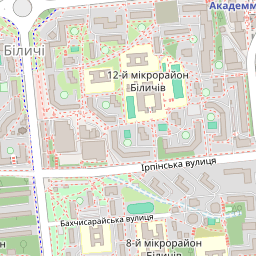 Академм
Біличі
12-й мікрорайон
Біличів
Ірпінська вулиця
Бахчисарайська вулиця
8-й мікрорайон